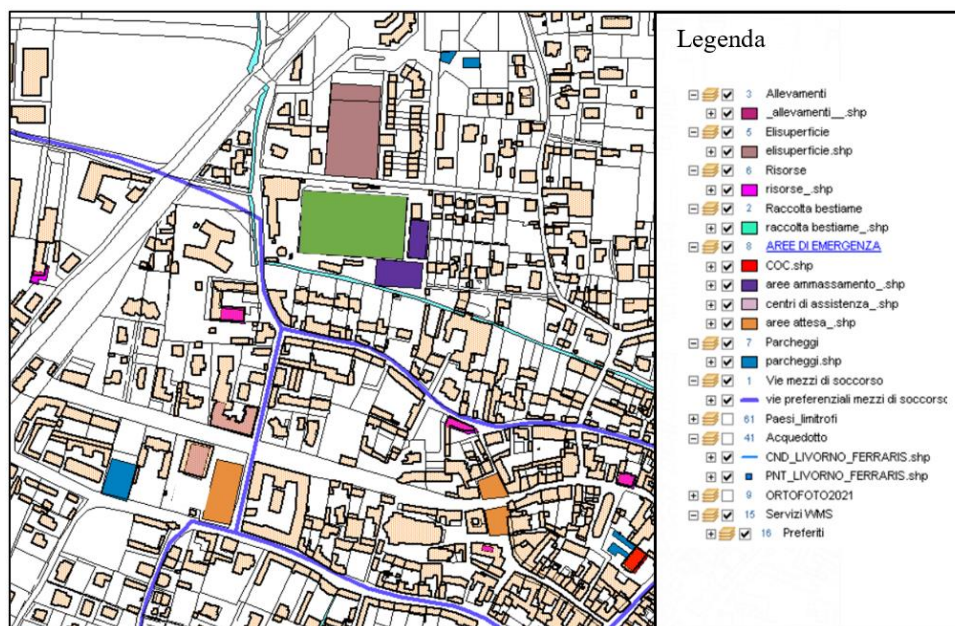 Legenda
3 Allevamenti
_allevamenti__.shp
5 Elisuperficie
elisuperficie.shp
6 Risorse
risorse_.shp
2 Raccolta bestiame
raccolta bestiame_.shp
8 AREE DI EMERGENZA
COC.shp
aree ammassamento_.shp
centri di assistenza_.shp
aree attesa_.shp
7 Parcheggi
parcheggi.shp
1 Vie mezzi di soccorso
vie preferenziali mezzi di soccorso
61 Paesi_limitrofi
41 Acquedotto
CND_LIVORNO_FERRARIS.shp
PNT_LIVORNO_FERRARIS.shp
9 ORTOFOTO2021
15 Servizi WMS
16 Preferiti